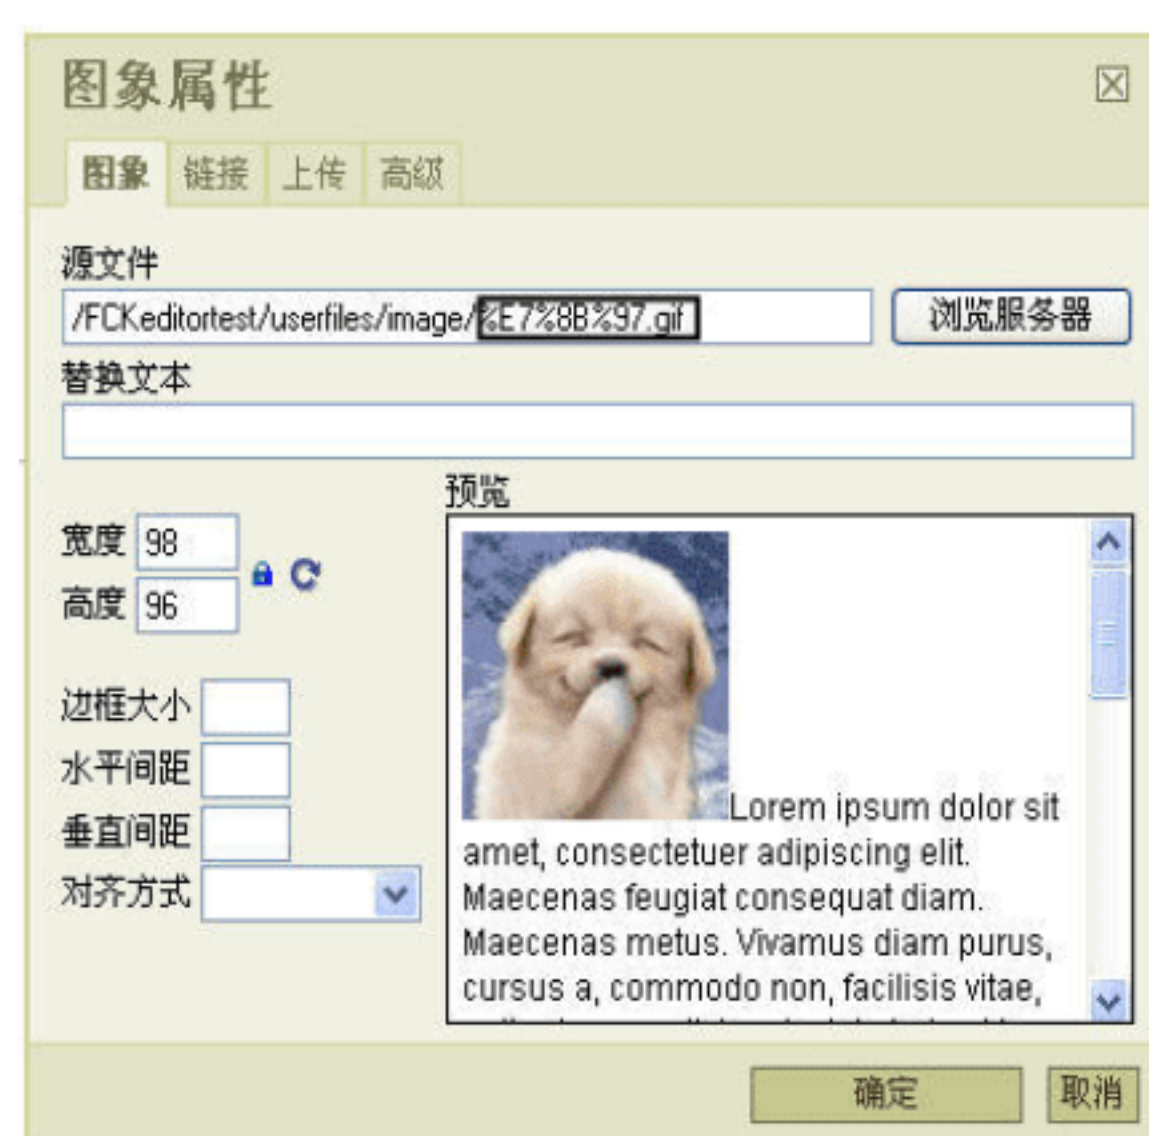 图象属性
图象 链接 上传 高级
源文件
/FCKeditortest/userfiles/image/%E7%8B%97.gif 浏览服务器
替换文本
预览
宽度 98
高度 96
边框大小
水平间距
垂直间距
对齐方式
Lorem ipsum dolor sit
amet, consectetuer adipiscing elit.
Maecenas feugiat consequat diam.
Maecenas metus. Vivamus diam purus,
cursus a, commodo non, facilisis vitae,
确定 取消